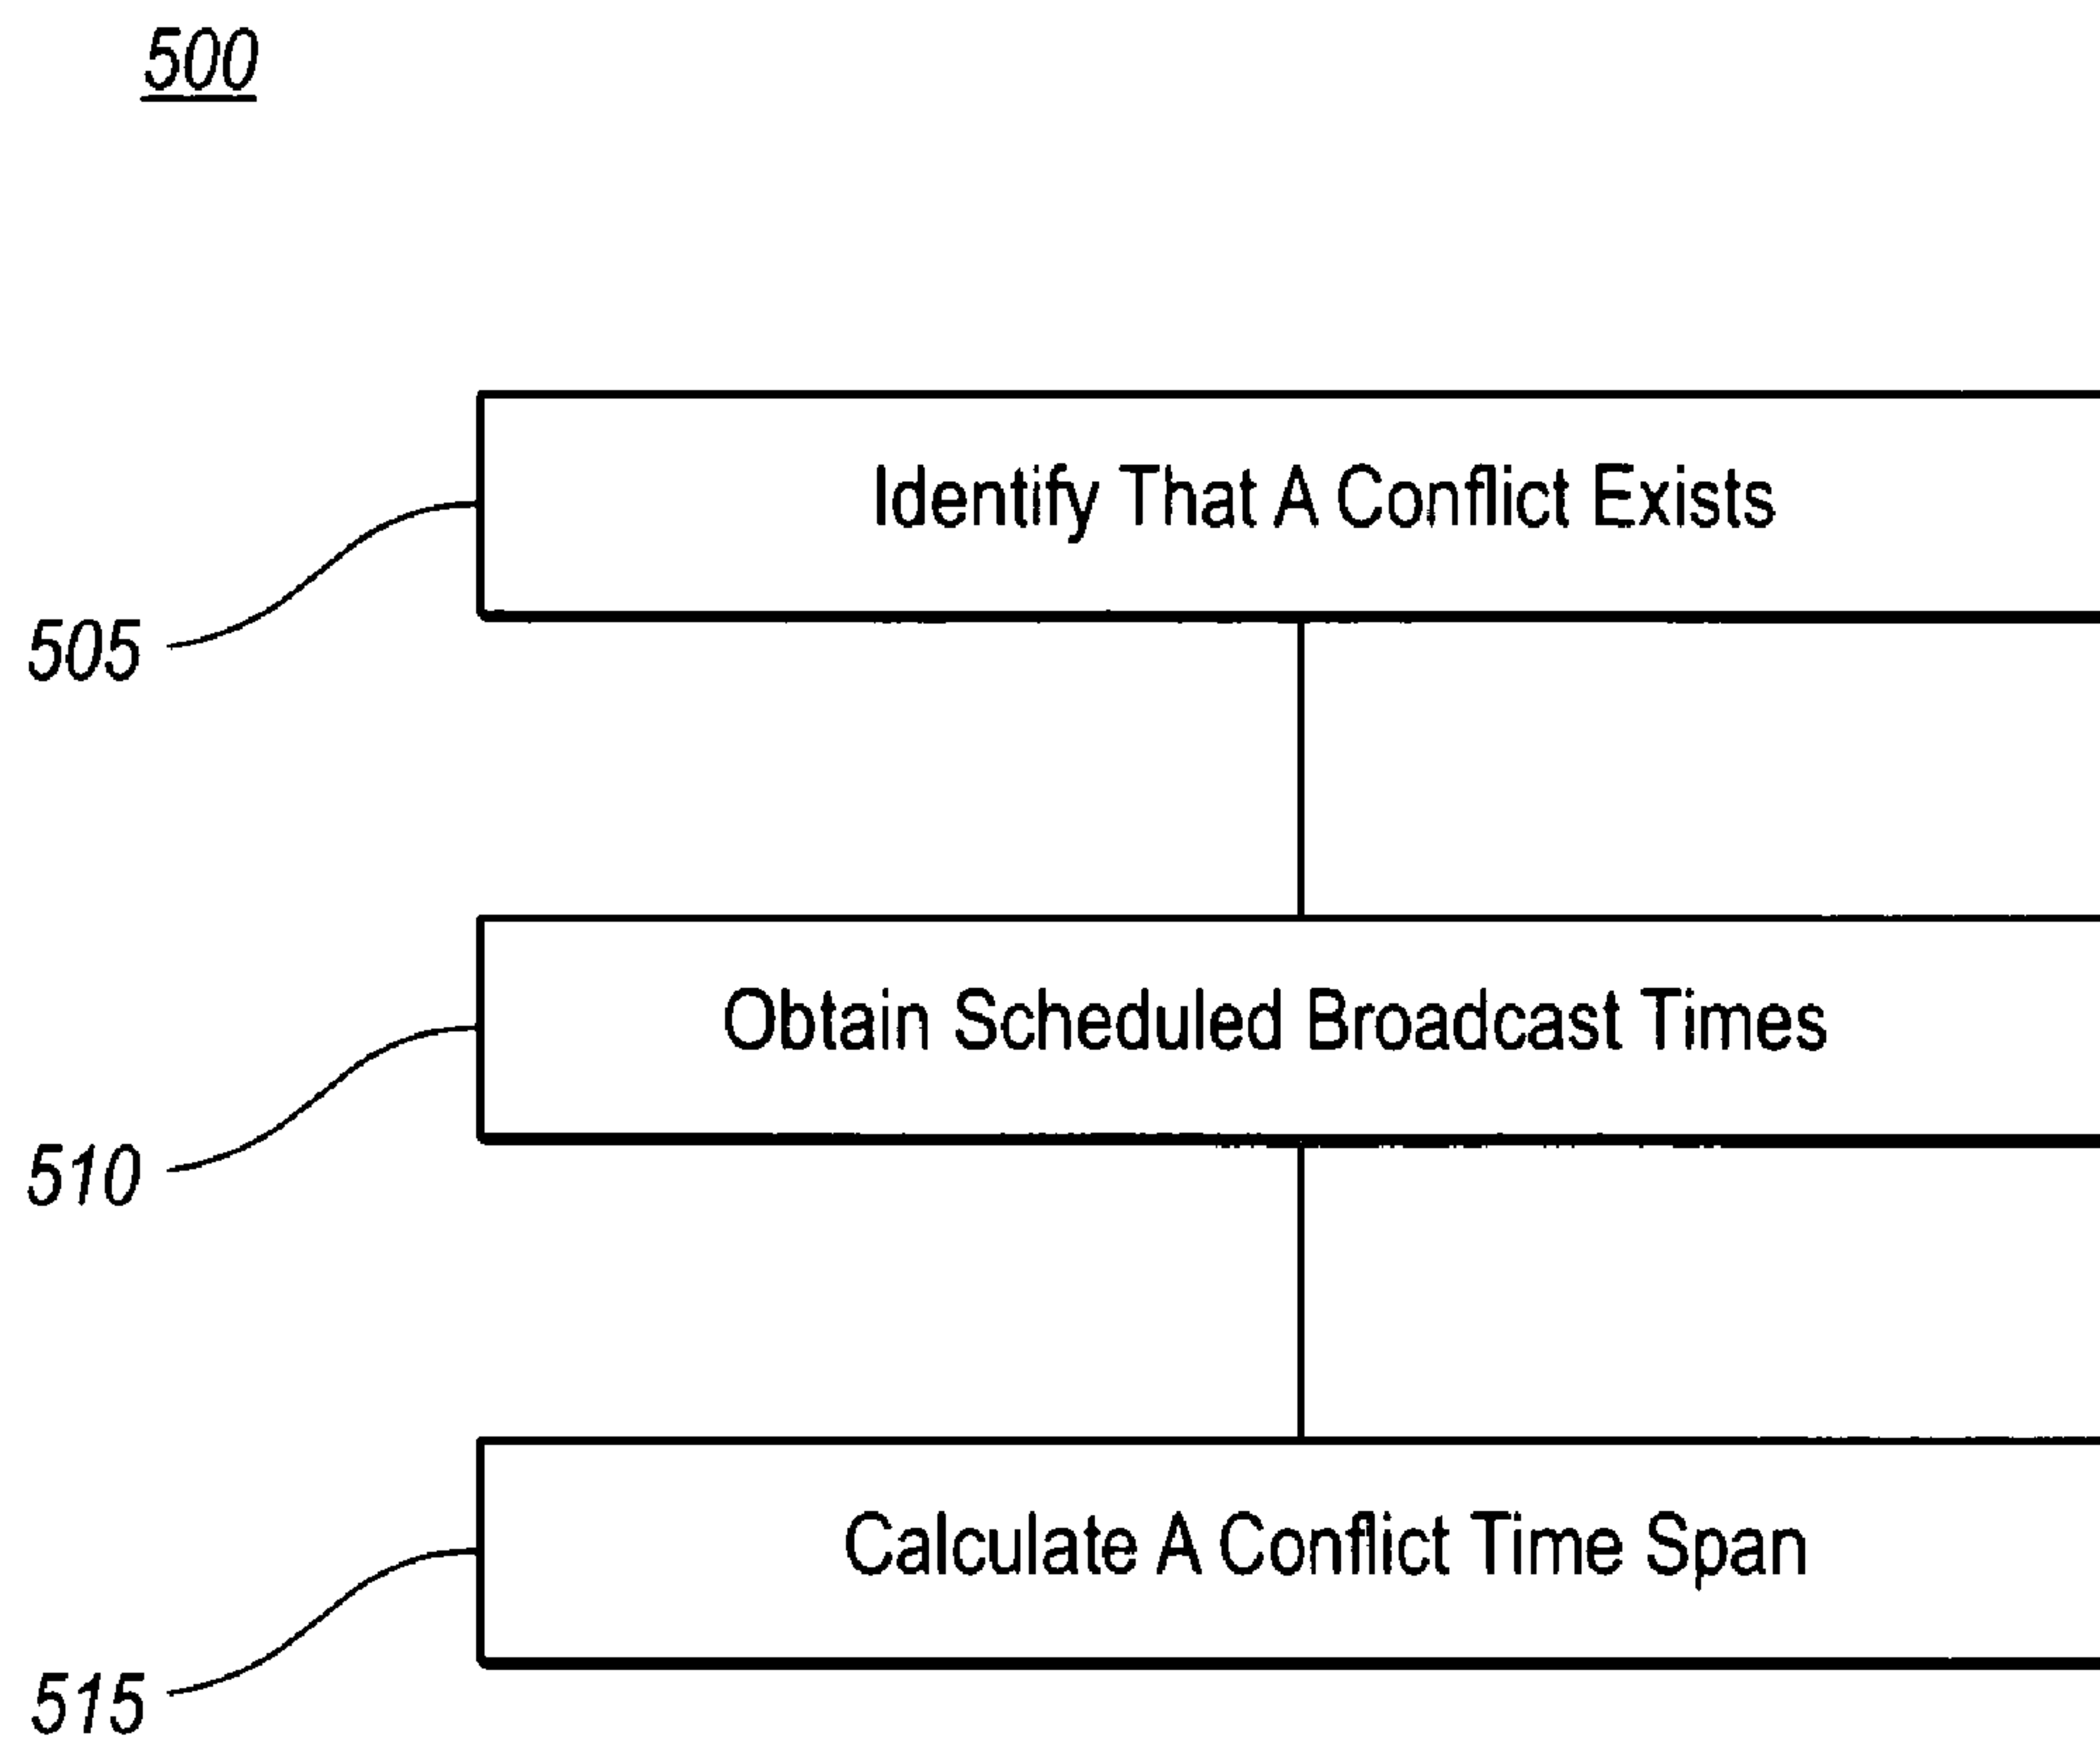 500
Identify That A Conflict Exists
505
Obtain Scheduled Broadcast Times
510
Calculate A Conflict Time Span
515